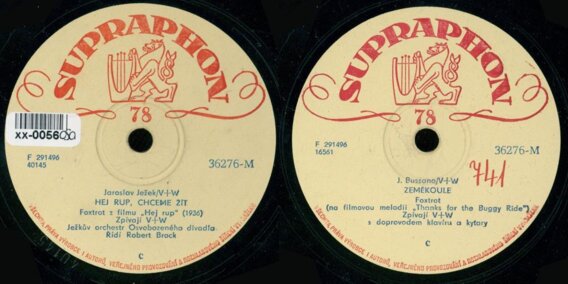 SUPRAPHON
78
xx-0056
F 291496
40145
36276-M
Jaroslav Ježek/V+W
HEJ RUP, CHCEME ŽÍT
Foxtrot z filmu „Hej rup" (1936)
Zpívají V+W
Ježkův orchestr Osvobozeného divadla
Řídí Robert Brock
C
SUPRAPHON
78
F 291496
16561
36276-M
741
J. Bussano/V+W
ZEMĚKOULE
Foxtrot
(na filmovou melodii „Thanks for the Buggy Ride")
Zpívají V+W
s doprovodem klavíru a kytary
C